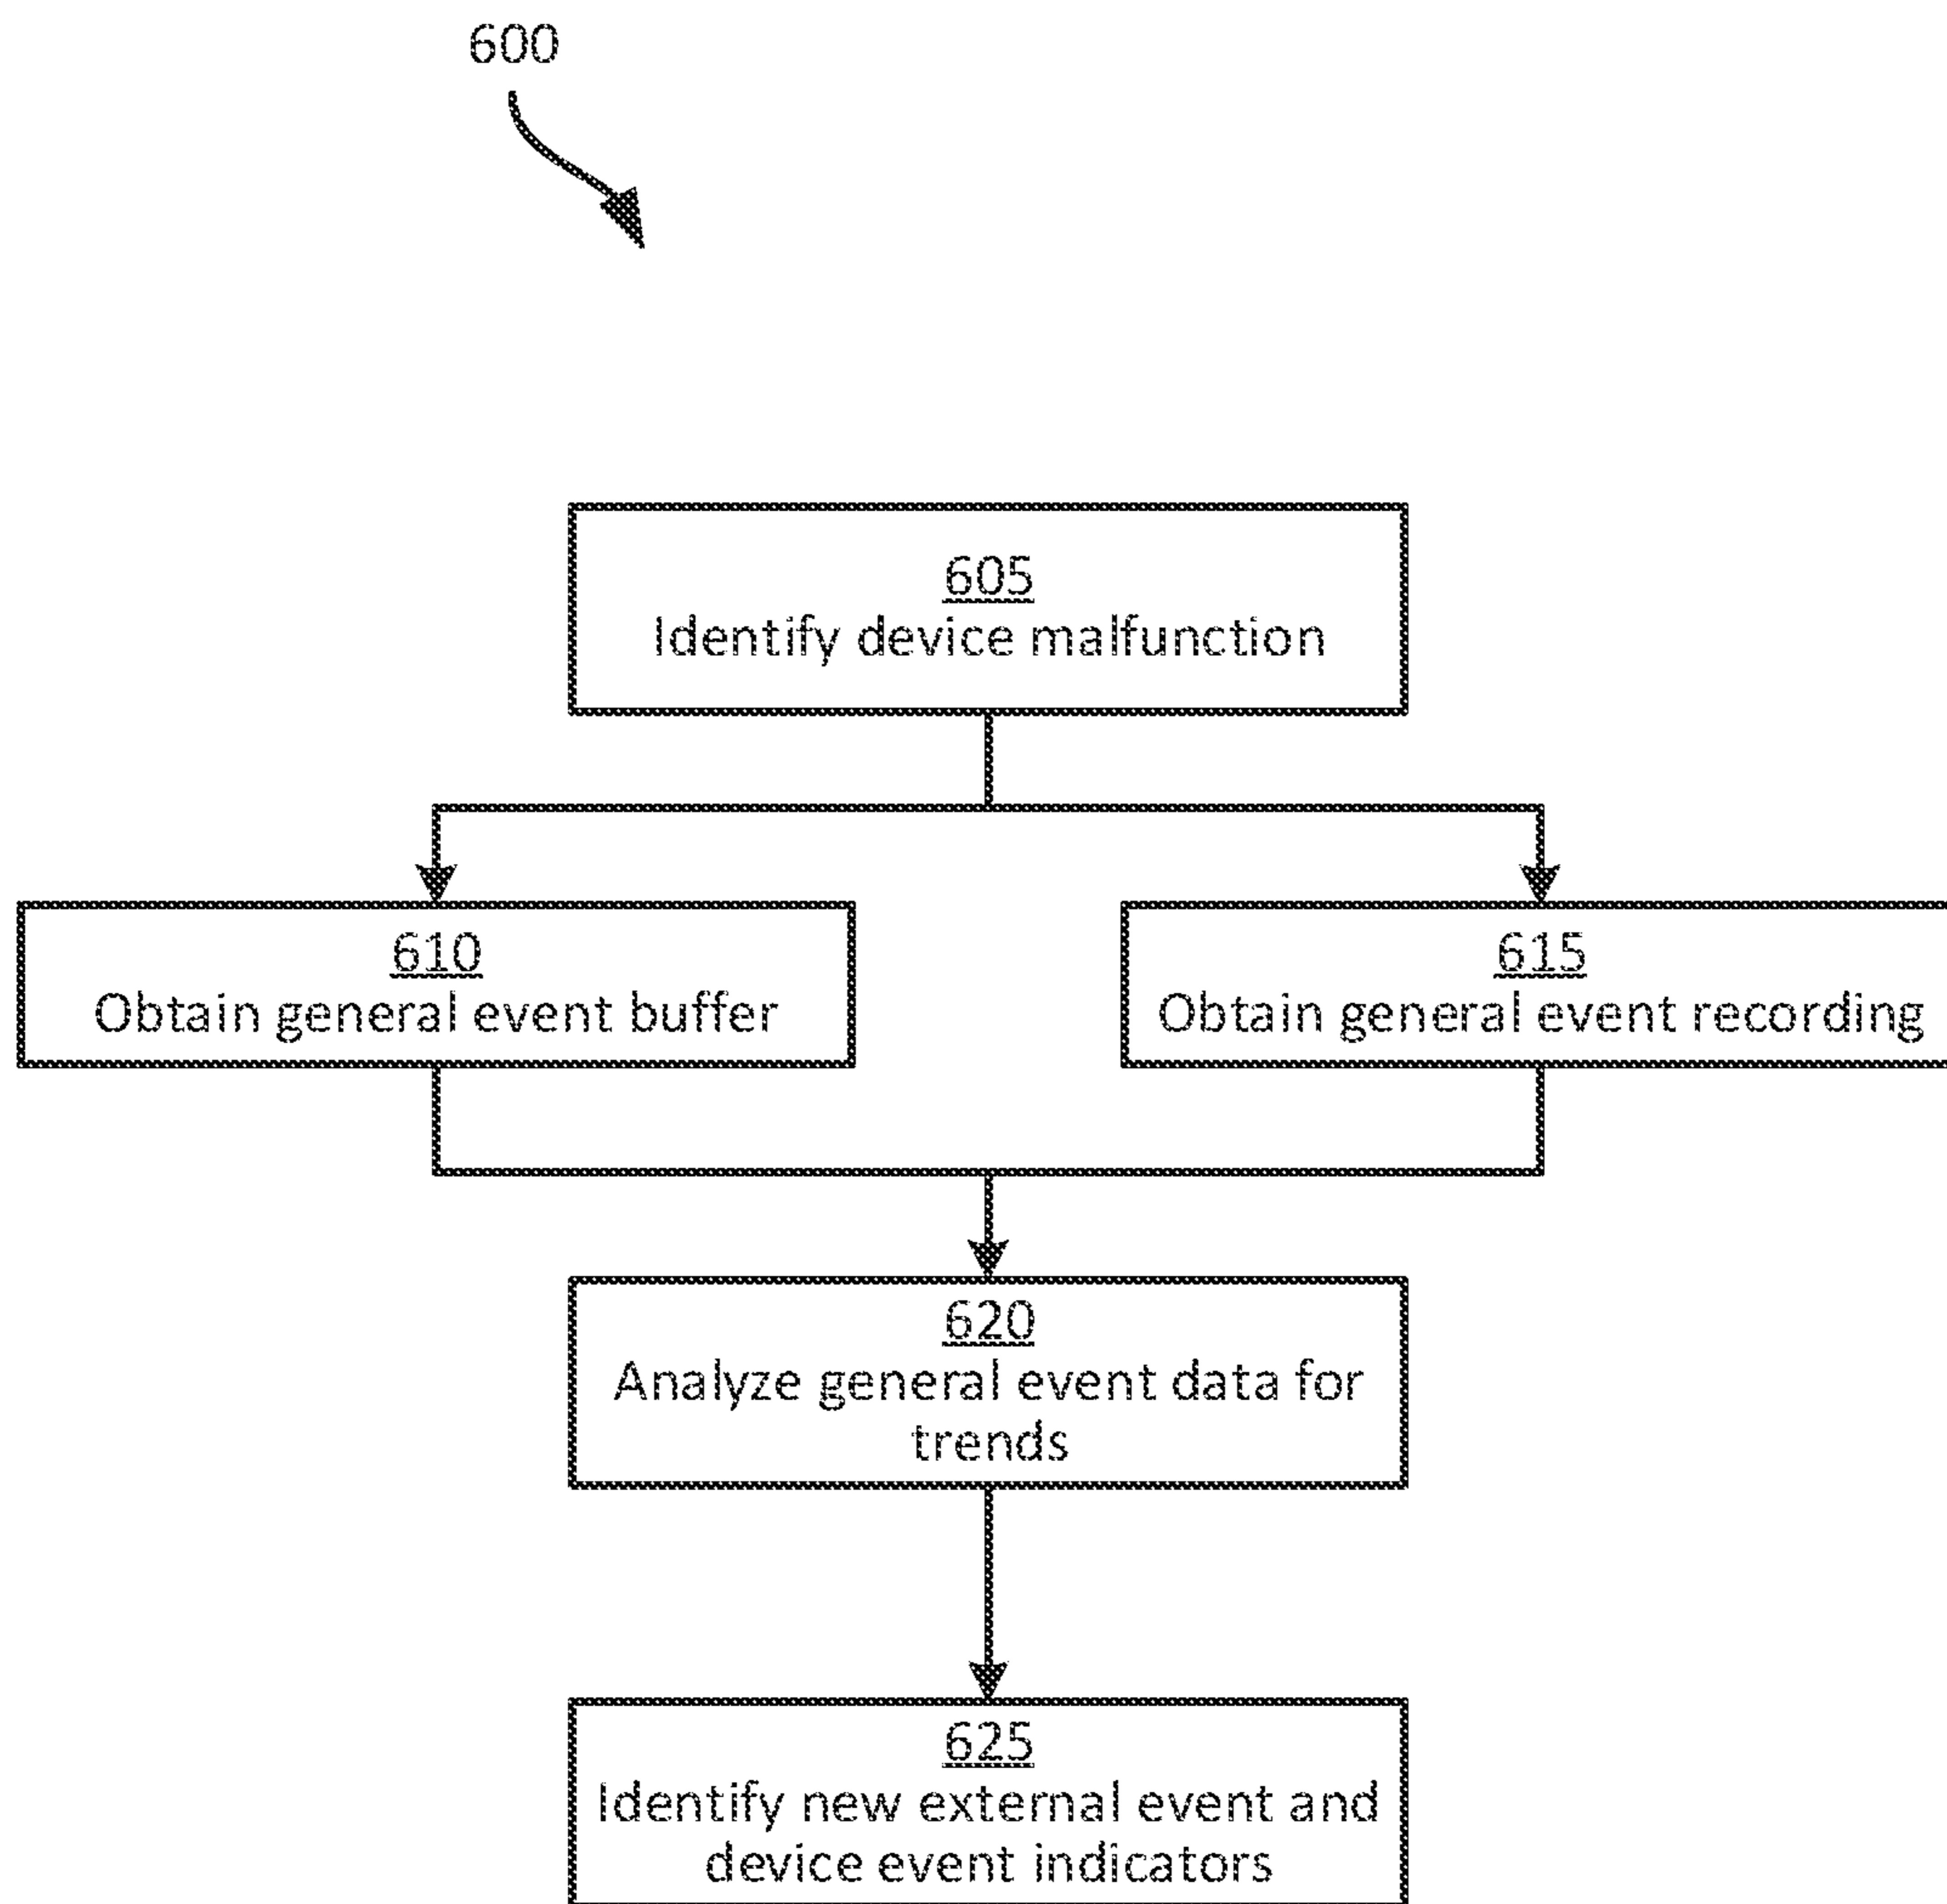 600
605
Identify device malfunction
610
Obtain general event buffer
615
Obtain general event recording
620
Analyze general event data for
trends
625
Identify new external event and
device event indicators